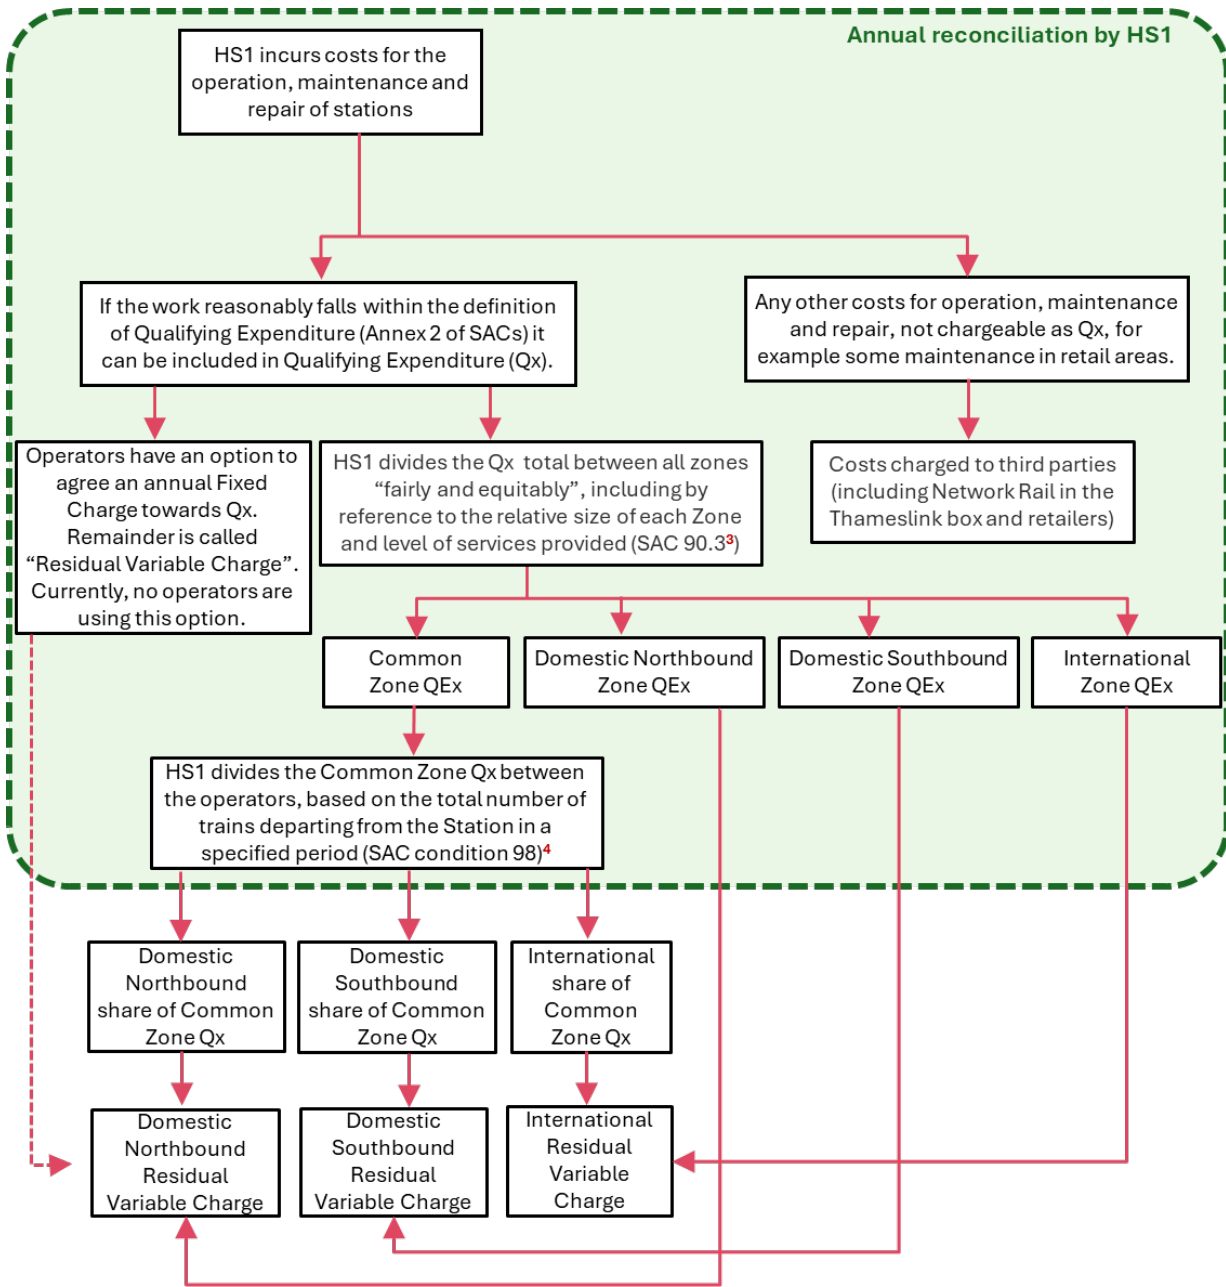 Annual reconciliation by HS1
HS1 incurs costs for the
operation, maintenance and
repair of stations
If the work reasonably falls within the definition
of Qualifying Expenditure (Annex 2 of SACs) it
can be included in Qualifying Expenditure (Qx).
Any other costs for operation, maintenance
and repair, not chargeable as Qx, for
example some maintenance in retail areas.
Operators have an option to
agree an annual Fixed
Charge towards Qx.
Remainder is called
“Residual Variable Charge”.
Currently, no operators are
using this option.
HS1 divides the Qx total between all zones
“fairly and equitably”, including by
reference to the relative size of each Zone
and level of services provided (SAC 90.3³)
Costs charged to third parties
(including Network Rail in the
Thameslink box and retailers)
Common
Zone QEx
Domestic Northbound
Zone QEx
Domestic Southbound
Zone QEx
International
Zone QEx
HS1 divides the Common Zone Qx between
the operators, based on the total number of
trains departing from the Station in a
specified period (SAC condition 98)⁴
Domestic
Northbound
share of Common
Zone Qx
Domestic
Southbound
share of Common
Zone Qx
International
share of
Common
Zone Qx
Domestic
Northbound
Residual
Variable Charge
Domestic
Southbound
Residual
Variable Charge
International
Residual
Variable
Charge